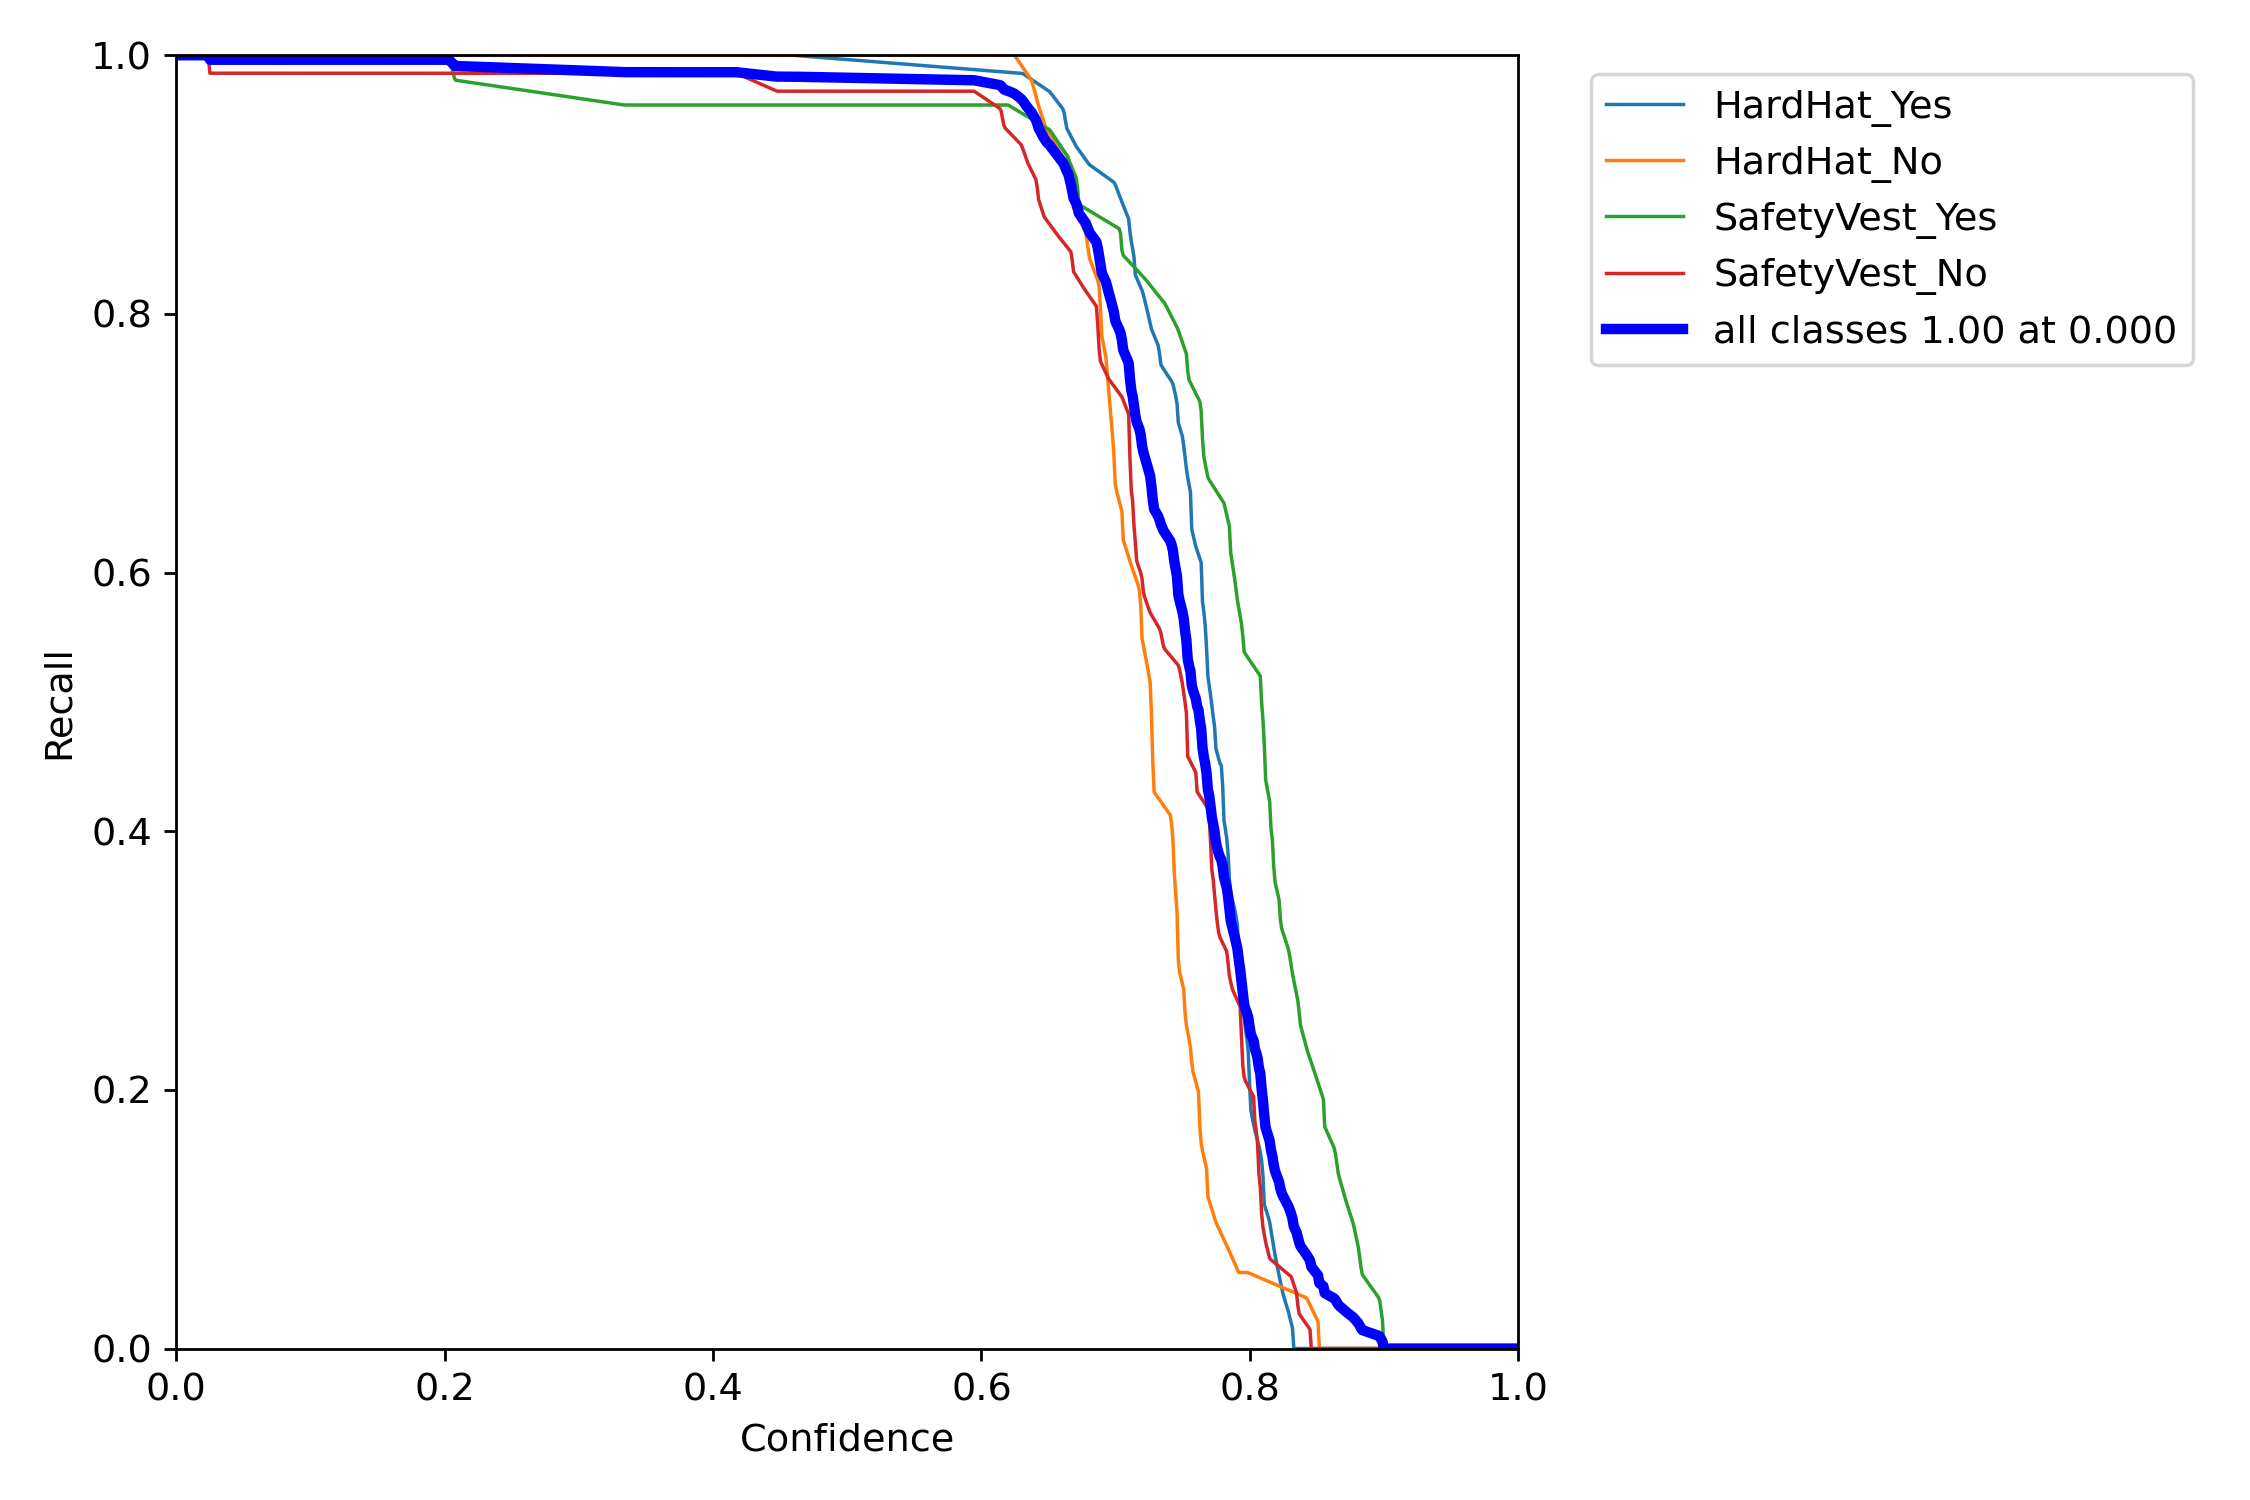 1.0
0.8
0.6
0.4
0.2
0.0
Recall
0.0 0.2 0.4 0.6 0.8 1.0
Confidence
HardHat_Yes
HardHat_No
SafetyVest_Yes
SafetyVest_No
all classes 1.00 at 0.000